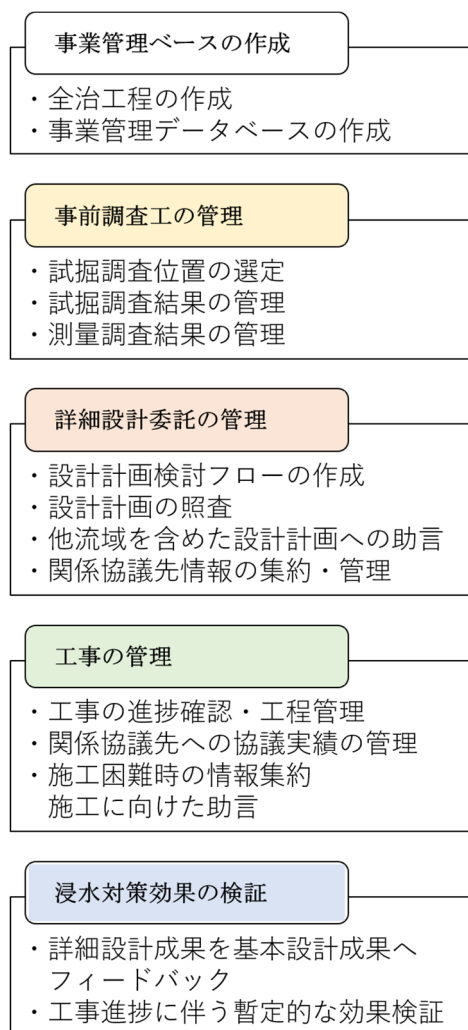 事業管理ベースの作成
・全治工程の作成
・事業管理データベースの作成
事前調査工の管理
・試掘調査位置の選定
・試掘調査結果の管理
・測量調査結果の管理
詳細設計委託の管理
・設計計画検討フローの作成
・設計計画の照査
・他流域を含めた設計計画への助言
・関係協議先情報の集約・管理
工事の管理
・工事の進捗確認・工程管理
・関係協議先への協議実績の管理
・施工困難時の情報集約
施工に向けた助言
浸水対策効果の検証
・詳細設計成果を基本設計成果へ
フィードバック
・工事進捗に伴う暫定的な効果検証